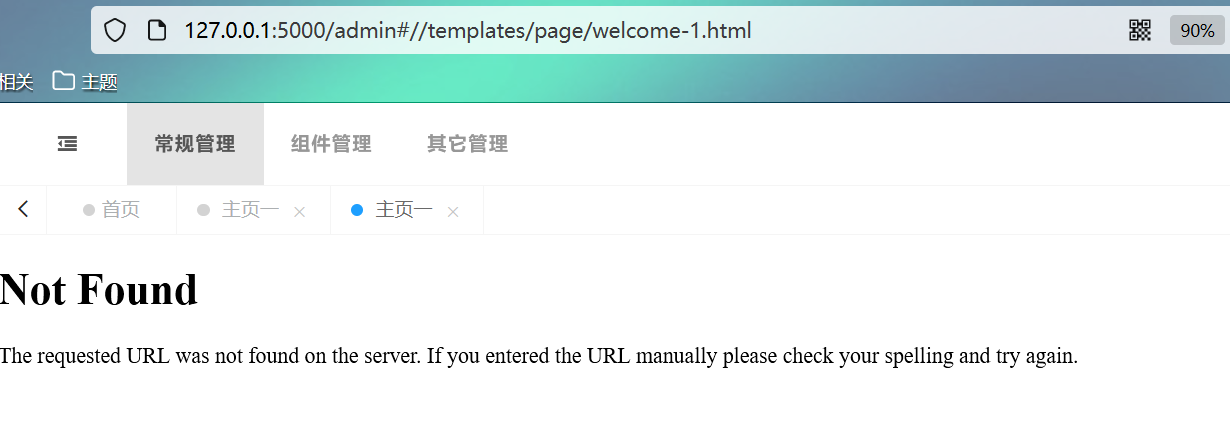 127.0.0.1:5000/admin#//templates/page/welcome-1.html 90%
相关 主题
常规管理 组件管理 其它管理
首页 主页一 主页一
Not Found
The requested URL was not found on the server. If you entered the URL manually please check your spelling and try again.